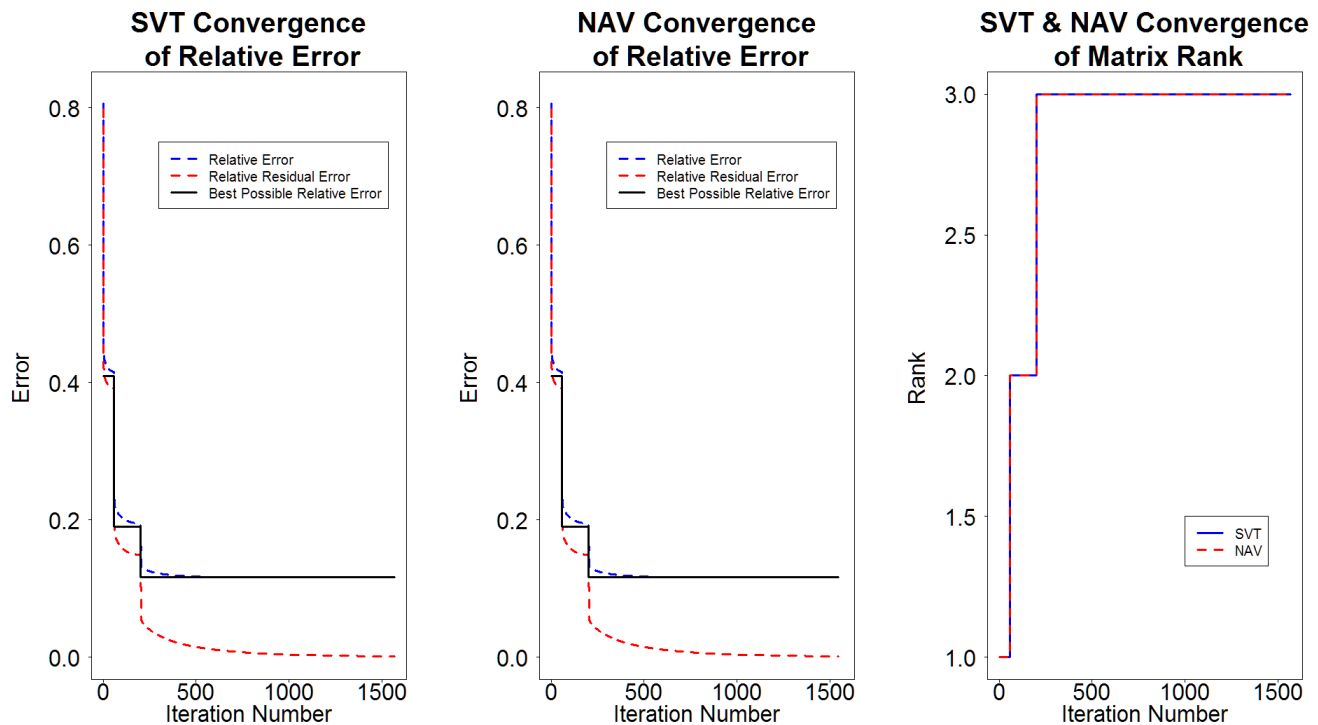 SVT Convergence
of Relative Error
0.8
0.6
0.4
0.2
0.0
Error
Relative Error
Relative Residual Error
Best Possible Relative Error
0
500
1000
1500
Iteration Number
NAV Convergence
of Relative Error
0.8
0.6
0.4
0.2
0.0
Error
Relative Error
Relative Residual Error
Best Possible Relative Error
0
500
1000
1500
Iteration Number
SVT & NAV Convergence
of Matrix Rank
3.0
2.5
2.0
1.5
1.0
Rank
SVT
NAV
0
500
1000
1500
Iteration Number